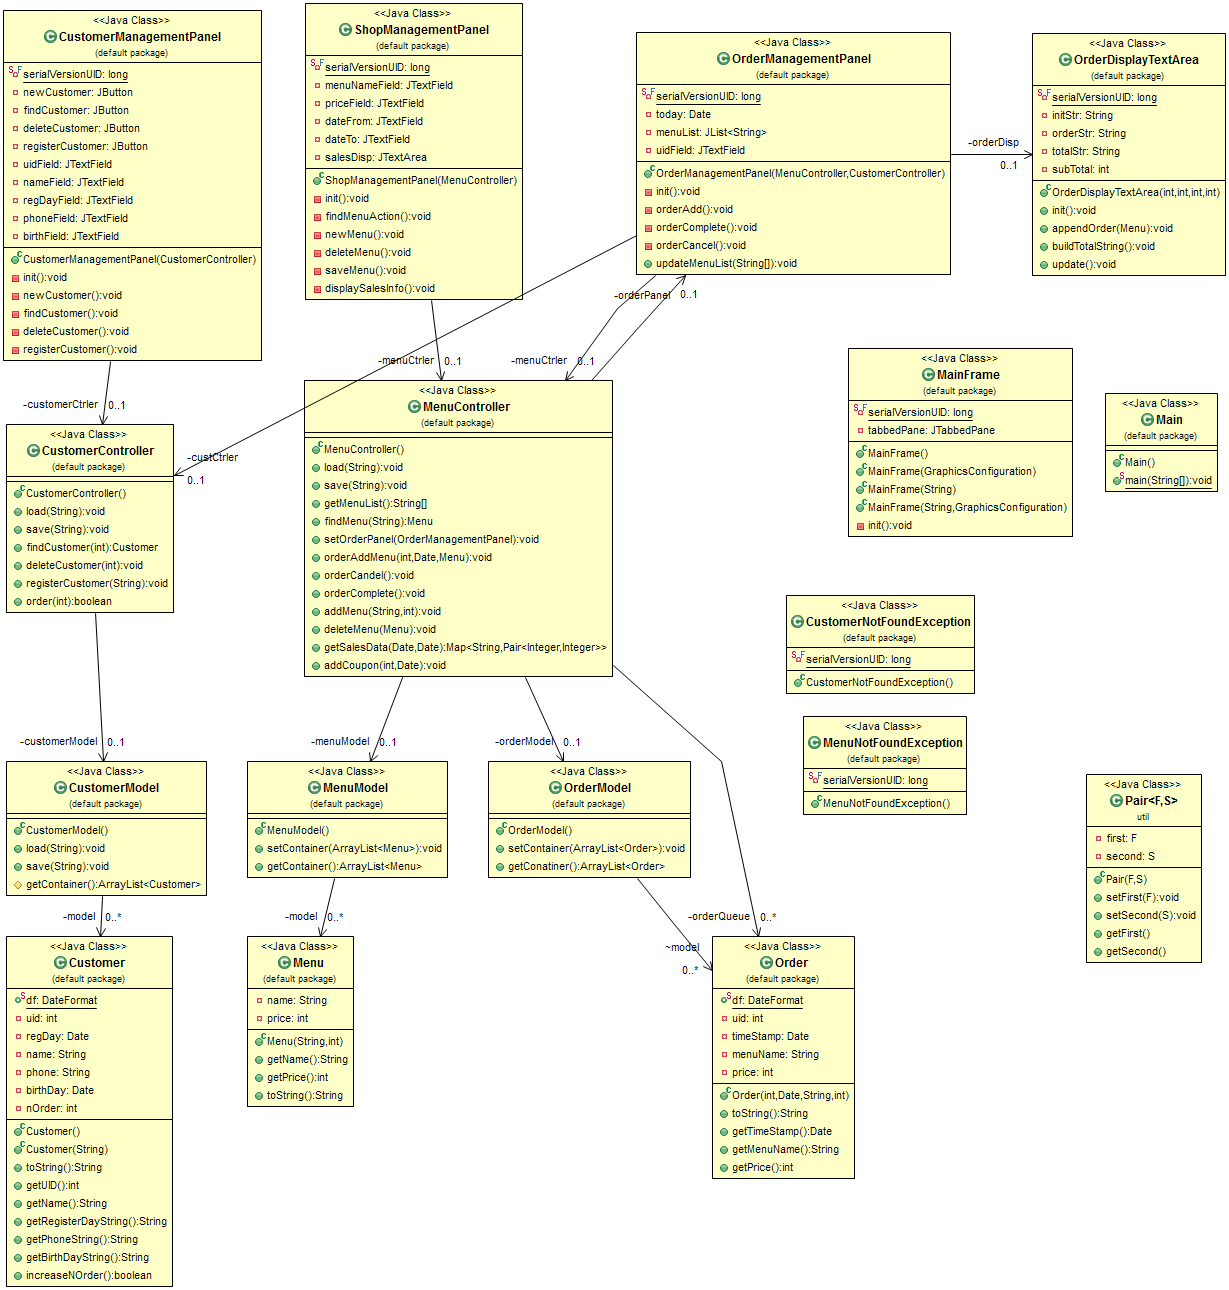 <<Java Class>>
CustomerManagementPanel
(default package)
serialVersionUID: long
newCustomer: JButton
findCustomer: JButton
deleteCustomer: JButton
registerCustomer: JButton
uidField: JTextField
nameField: JTextField
regDayField: JTextField
phoneField: JTextField
birthField: JTextField
CustomerManagementPanel(CustomerController)
init():void
newCustomer():void
findCustomer():void
deleteCustomer():void
registerCustomer():void
<<Java Class>>
ShopManagementPanel
(default package)
serialVersionUID: long
menuNameField: JTextField
priceField: JTextField
dateFrom: JTextField
dateTo: JTextField
salesDisp: JTextArea
ShopManagementPanel(MenuController)
init():void
findMenuAction():void
newMenu():void
deleteMenu():void
saveMenu():void
displaySalesInfo():void
<<Java Class>>
OrderManagementPanel
(default package)
serialVersionUID: long
today: Date
menuList: JList<String>
uidField: JTextField
OrderManagementPanel(MenuController,CustomerController)
init():void
orderAdd():void
orderComplete():void
orderCancel():void
updateMenuList(String[]):void
-orderDisp
0..1
<<Java Class>>
OrderDisplayTextArea
(default package)
serialVersionUID: long
initStr: String
orderStr: String
totalStr: String
subTotal: int
OrderDisplayTextArea(int,int,int,int)
init():void
appendOrder(Menu):void
buildTotalString():void
update():void
-orderPanel
0..1
-menuCtrler
0..1
-menuCtrler
0..1
-customerCtrler
0..1
-custCtrler
0..1
<<Java Class>>
CustomerController
(default package)
CustomerController()
load(String):void
save(String):void
findCustomer(int):Customer
deleteCustomer(int):void
registerCustomer(String):void
order(int):boolean
<<Java Class>>
MenuController
(default package)
MenuController()
load(String):void
save(String):void
getMenuList():String[]
findMenu(String):Menu
setOrderPanel(OrderManagementPanel):void
orderAddMenu(int,Date,Menu):void
orderCandel():void
orderComplete():void
addMenu(String,int):void
deleteMenu(Menu):void
getSalesData(Date,Date):Map<String,Pair<Integer,Integer>>
addCoupon(int,Date):void
<<Java Class>>
MainFrame
(default package)
serialVersionUID: long
tabbedPane: JTabbedPane
MainFrame()
MainFrame(GraphicsConfiguration)
MainFrame(String)
MainFrame(String,GraphicsConfiguration)
init():void
<<Java Class>>
Main
(default package)
Main()
main(String[]):void
<<Java Class>>
CustomerNotFoundException
(default package)
serialVersionUID: long
CustomerNotFoundException()
<<Java Class>>
MenuNotFoundException
(default package)
serialVersionUID: long
MenuNotFoundException()
-customerModel
0..1
-menuModel
0..1
-orderModel
0..1
<<Java Class>>
CustomerModel
(default package)
CustomerModel()
load(String):void
save(String):void
getContainer():ArrayList<Customer>
<<Java Class>>
MenuModel
(default package)
MenuModel()
setContainer(ArrayList<Menu>):void
getContainer():ArrayList<Menu>
<<Java Class>>
OrderModel
(default package)
OrderModel()
setContainer(ArrayList<Order>):void
getConatiner():ArrayList<Order>
<<Java Class>>
Pair<F,S>
util
first: F
second: S
Pair(F,S)
setFirst(F):void
setSecond(S):void
getFirst()
getSecond()
-model
0..*
-model
0..*
-orderQueue
0..*
~model
0..*
<<Java Class>>
Customer
(default package)
df: DateFormat
uid: int
regDay: Date
name: String
phone: String
birthDay: Date
nOrder: int
Customer()
Customer(String)
toString():String
getUID():int
getName():String
getRegisterDayString():String
getPhoneString():String
getBirthDayString():String
increaseNOrder():boolean
<<Java Class>>
Menu
(default package)
name: String
price: int
Menu(String,int)
getName():String
getPrice():int
toString():String
<<Java Class>>
Order
(default package)
df: DateFormat
uid: int
timeStamp: Date
menuName: String
price: int
Order(int,Date,String,int)
toString():String
getTimeStamp():Date
getMenuName():String
getPrice():int